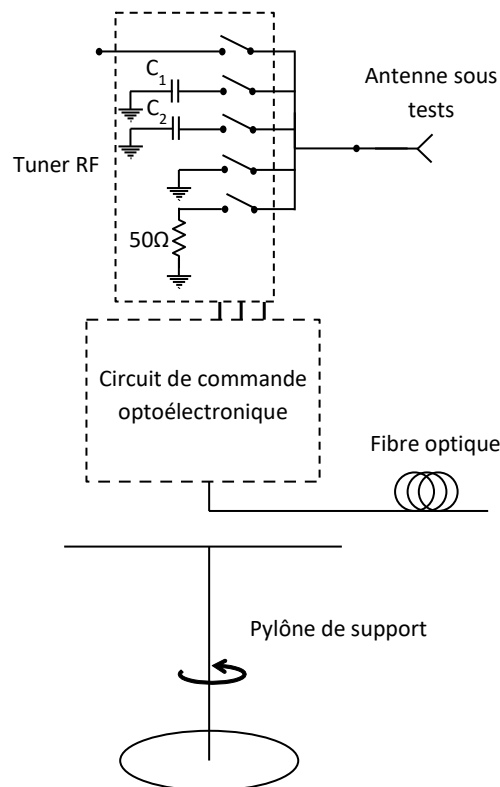 C1
C2
Antenne sous
tests
Tuner RF
50Ω
Circuit de commande
optoélectronique
Fibre optique
Pylône de support